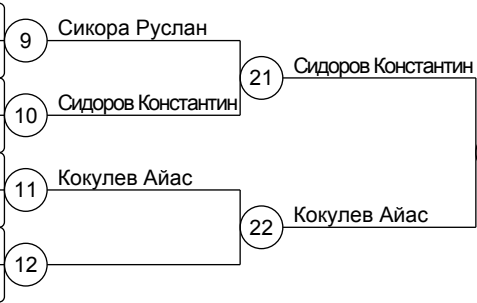 9 Сикора Руслан
21 Сидоров Константин
10 Сидоров Константин
11 Кокулев Айас
22 Кокулев Айас
12